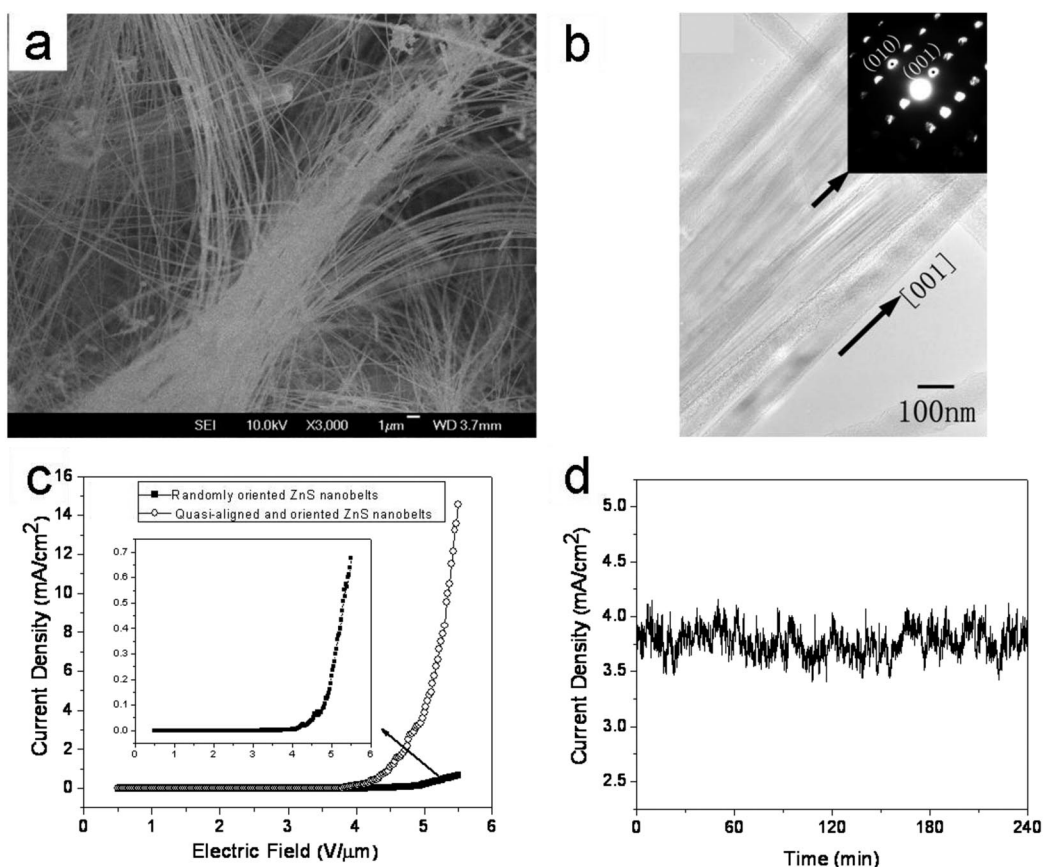 a
SEI 10.0kV X3,000 1μm WD 3.7mm
b
(010)
(001)
[001]
100nm
c
Current Density (mA/cm²)
16
14
12
10
8
6
4
2
0
Randomly oriented ZnS nanobelts
Quasi-aligned and oriented ZnS nanobelts
0.7
0.6
0.5
0.4
0.3
0.2
0.1
0.0
0 1 2 3 4 5 6
0 1 2 3 4 5 6
Electric Field (V/μm)
d
Current Density (mA/cm²)
5.0
4.5
4.0
3.5
3.0
2.5
0 60 120 180 240
Time (min)